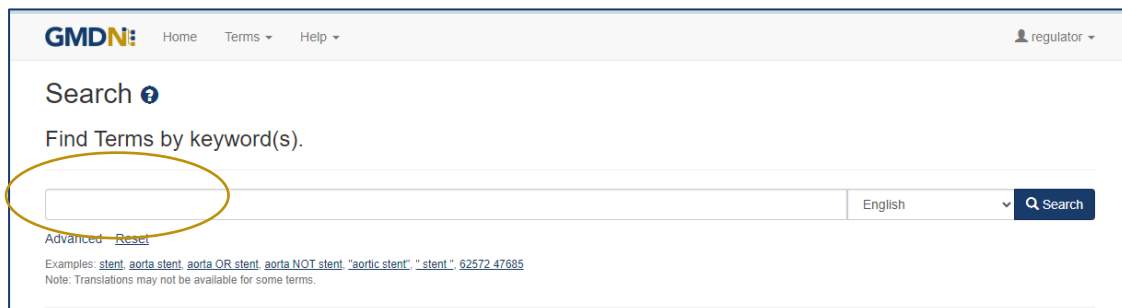 GMDN Home Terms Help regulator
Search ?
Find Terms by keyword(s).
English Search
Advanced Reset
Examples: stent, aorta stent, aorta OR stent, aorta NOT stent, "aortic stent", " stent ", 62572 47685
Note: Translations may not be available for some terms.